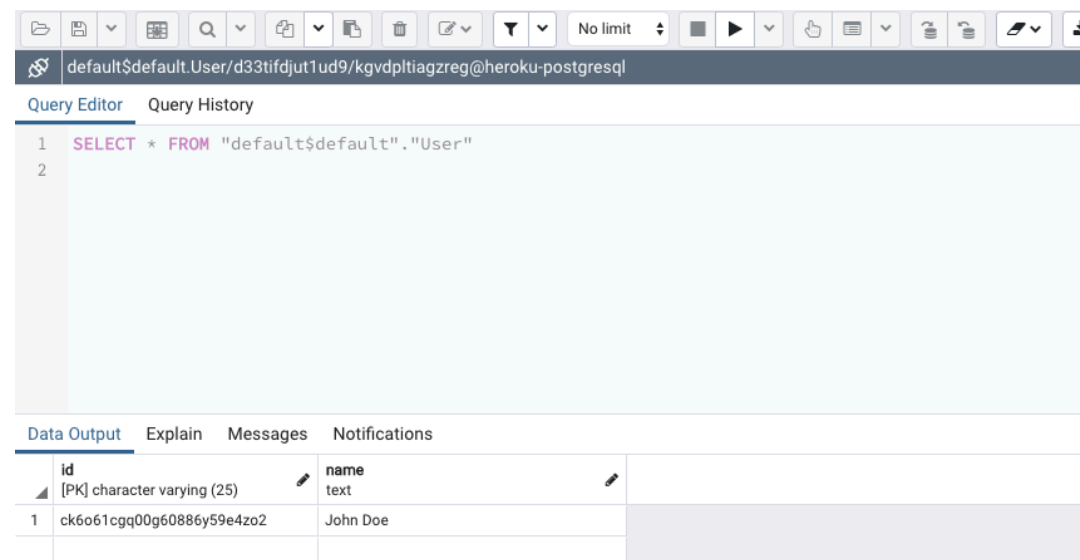 No limit
default$default.User/d33tifdjut1ud9/kgvdpltiagzreg@heroku-postgresql
Query Editor Query History
1 SELECT * FROM "default$default"."User"
2
Data Output Explain Messages Notifications
id name
[PK] character varying (25) text
1 ck6o61cgq00g60886y59e4zo2 John Doe